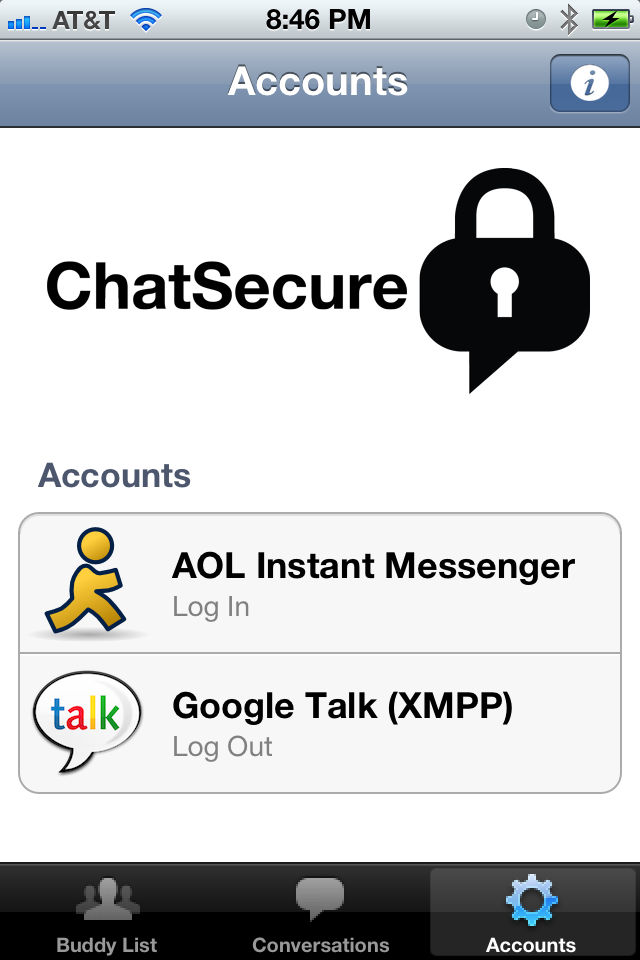 AT&T 8:46 PM
Accounts i
ChatSecure
Accounts
AOL Instant Messenger
Log In
talk
Google Talk (XMPP)
Log Out
Buddy List Conversations Accounts